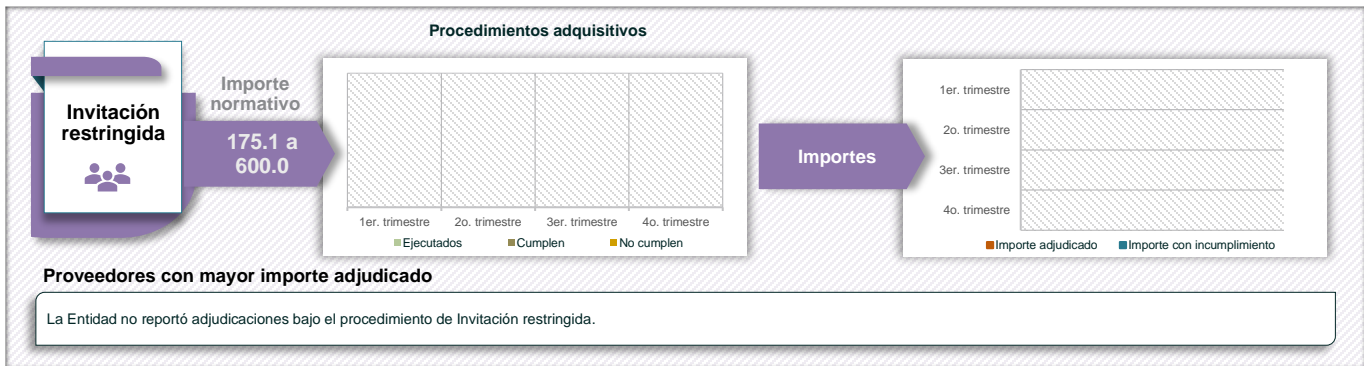 Procedimientos adquisitivos
Invitación
restringida
Importe
normativo
175.1 a
600.0
1er. trimestre 2o. trimestre 3er. trimestre 4o. trimestre
Ejecutados Cumplen No cumplen
Importes
1er. trimestre
2o. trimestre
3er. trimestre
4o. trimestre
Importe adjudicado Importe con incumplimiento
Proveedores con mayor importe adjudicado
La Entidad no reportó adjudicaciones bajo el procedimiento de Invitación restringida.